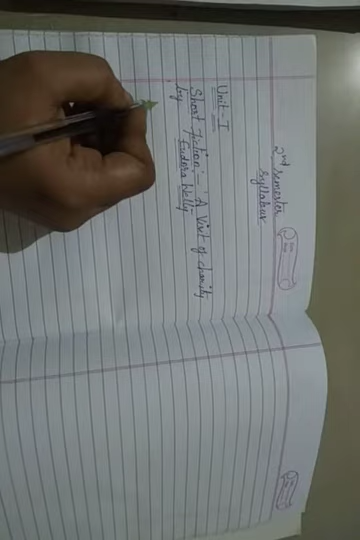 2nd Semester
Syllabus
Unit-I
Short fiction:- 'A Visit of charity
by Eudora Welty